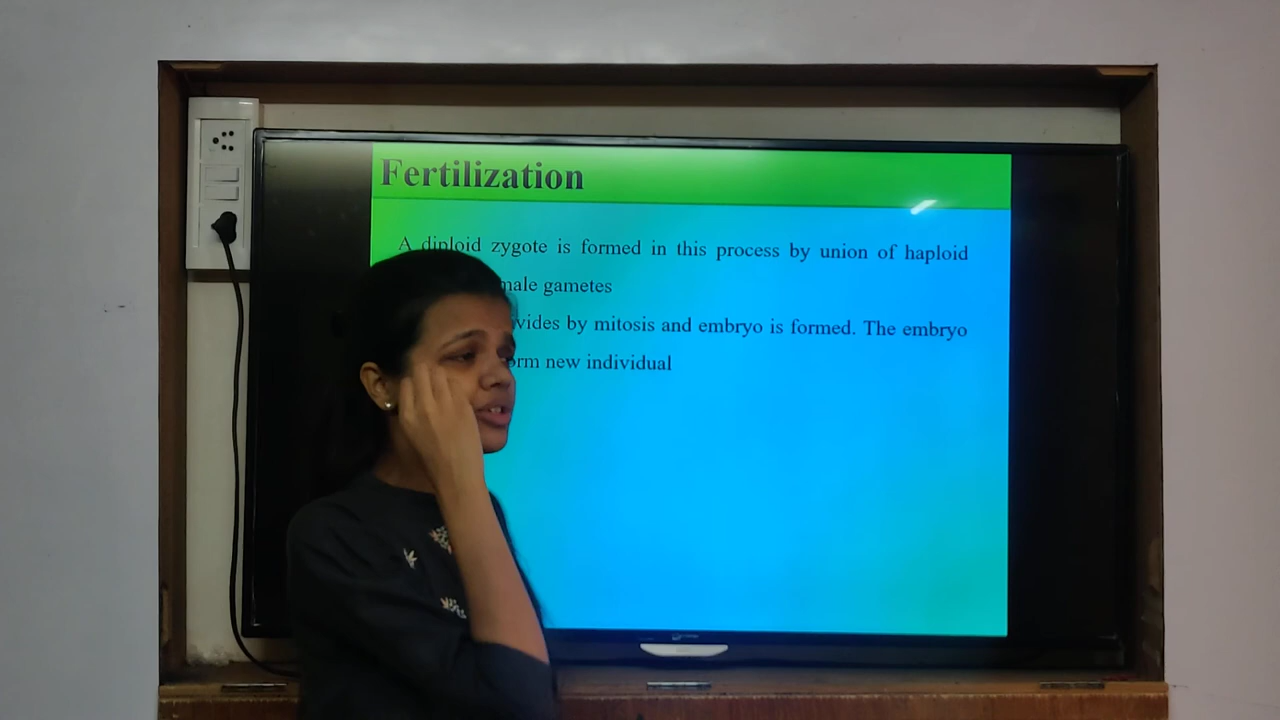 Fertilization
A diploid zygote is formed in this process by union of haploid
male gametes
vides by mitosis and embryo is formed. The embryo
orm new individual